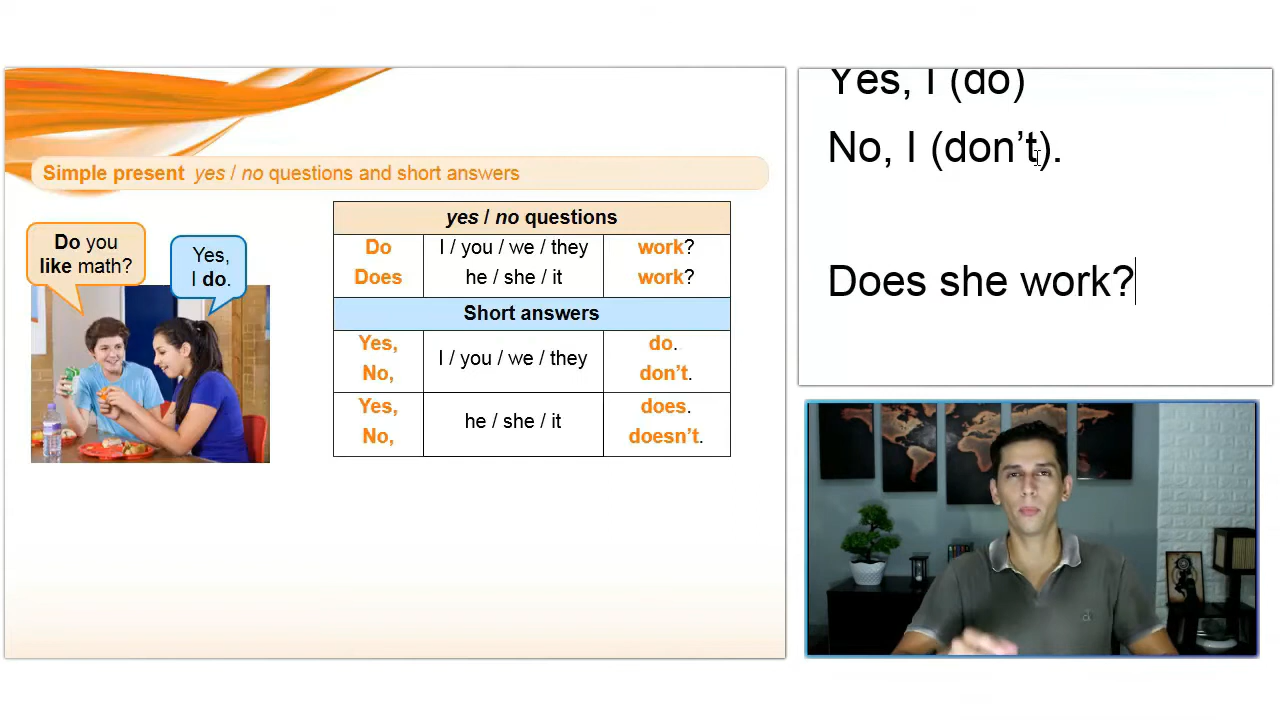 Simple present yes / no questions and short answers
Do you
like math?
Yes,
I do.
yes / no questions
Do I / you / we / they work?
Does he / she / it work?
Short answers
Yes, do.
I / you / we / they
No, don't.
Yes, does.
he / she / it
No, doesn't.
Yes, I (do)
No, I (don’t).
Does she work?